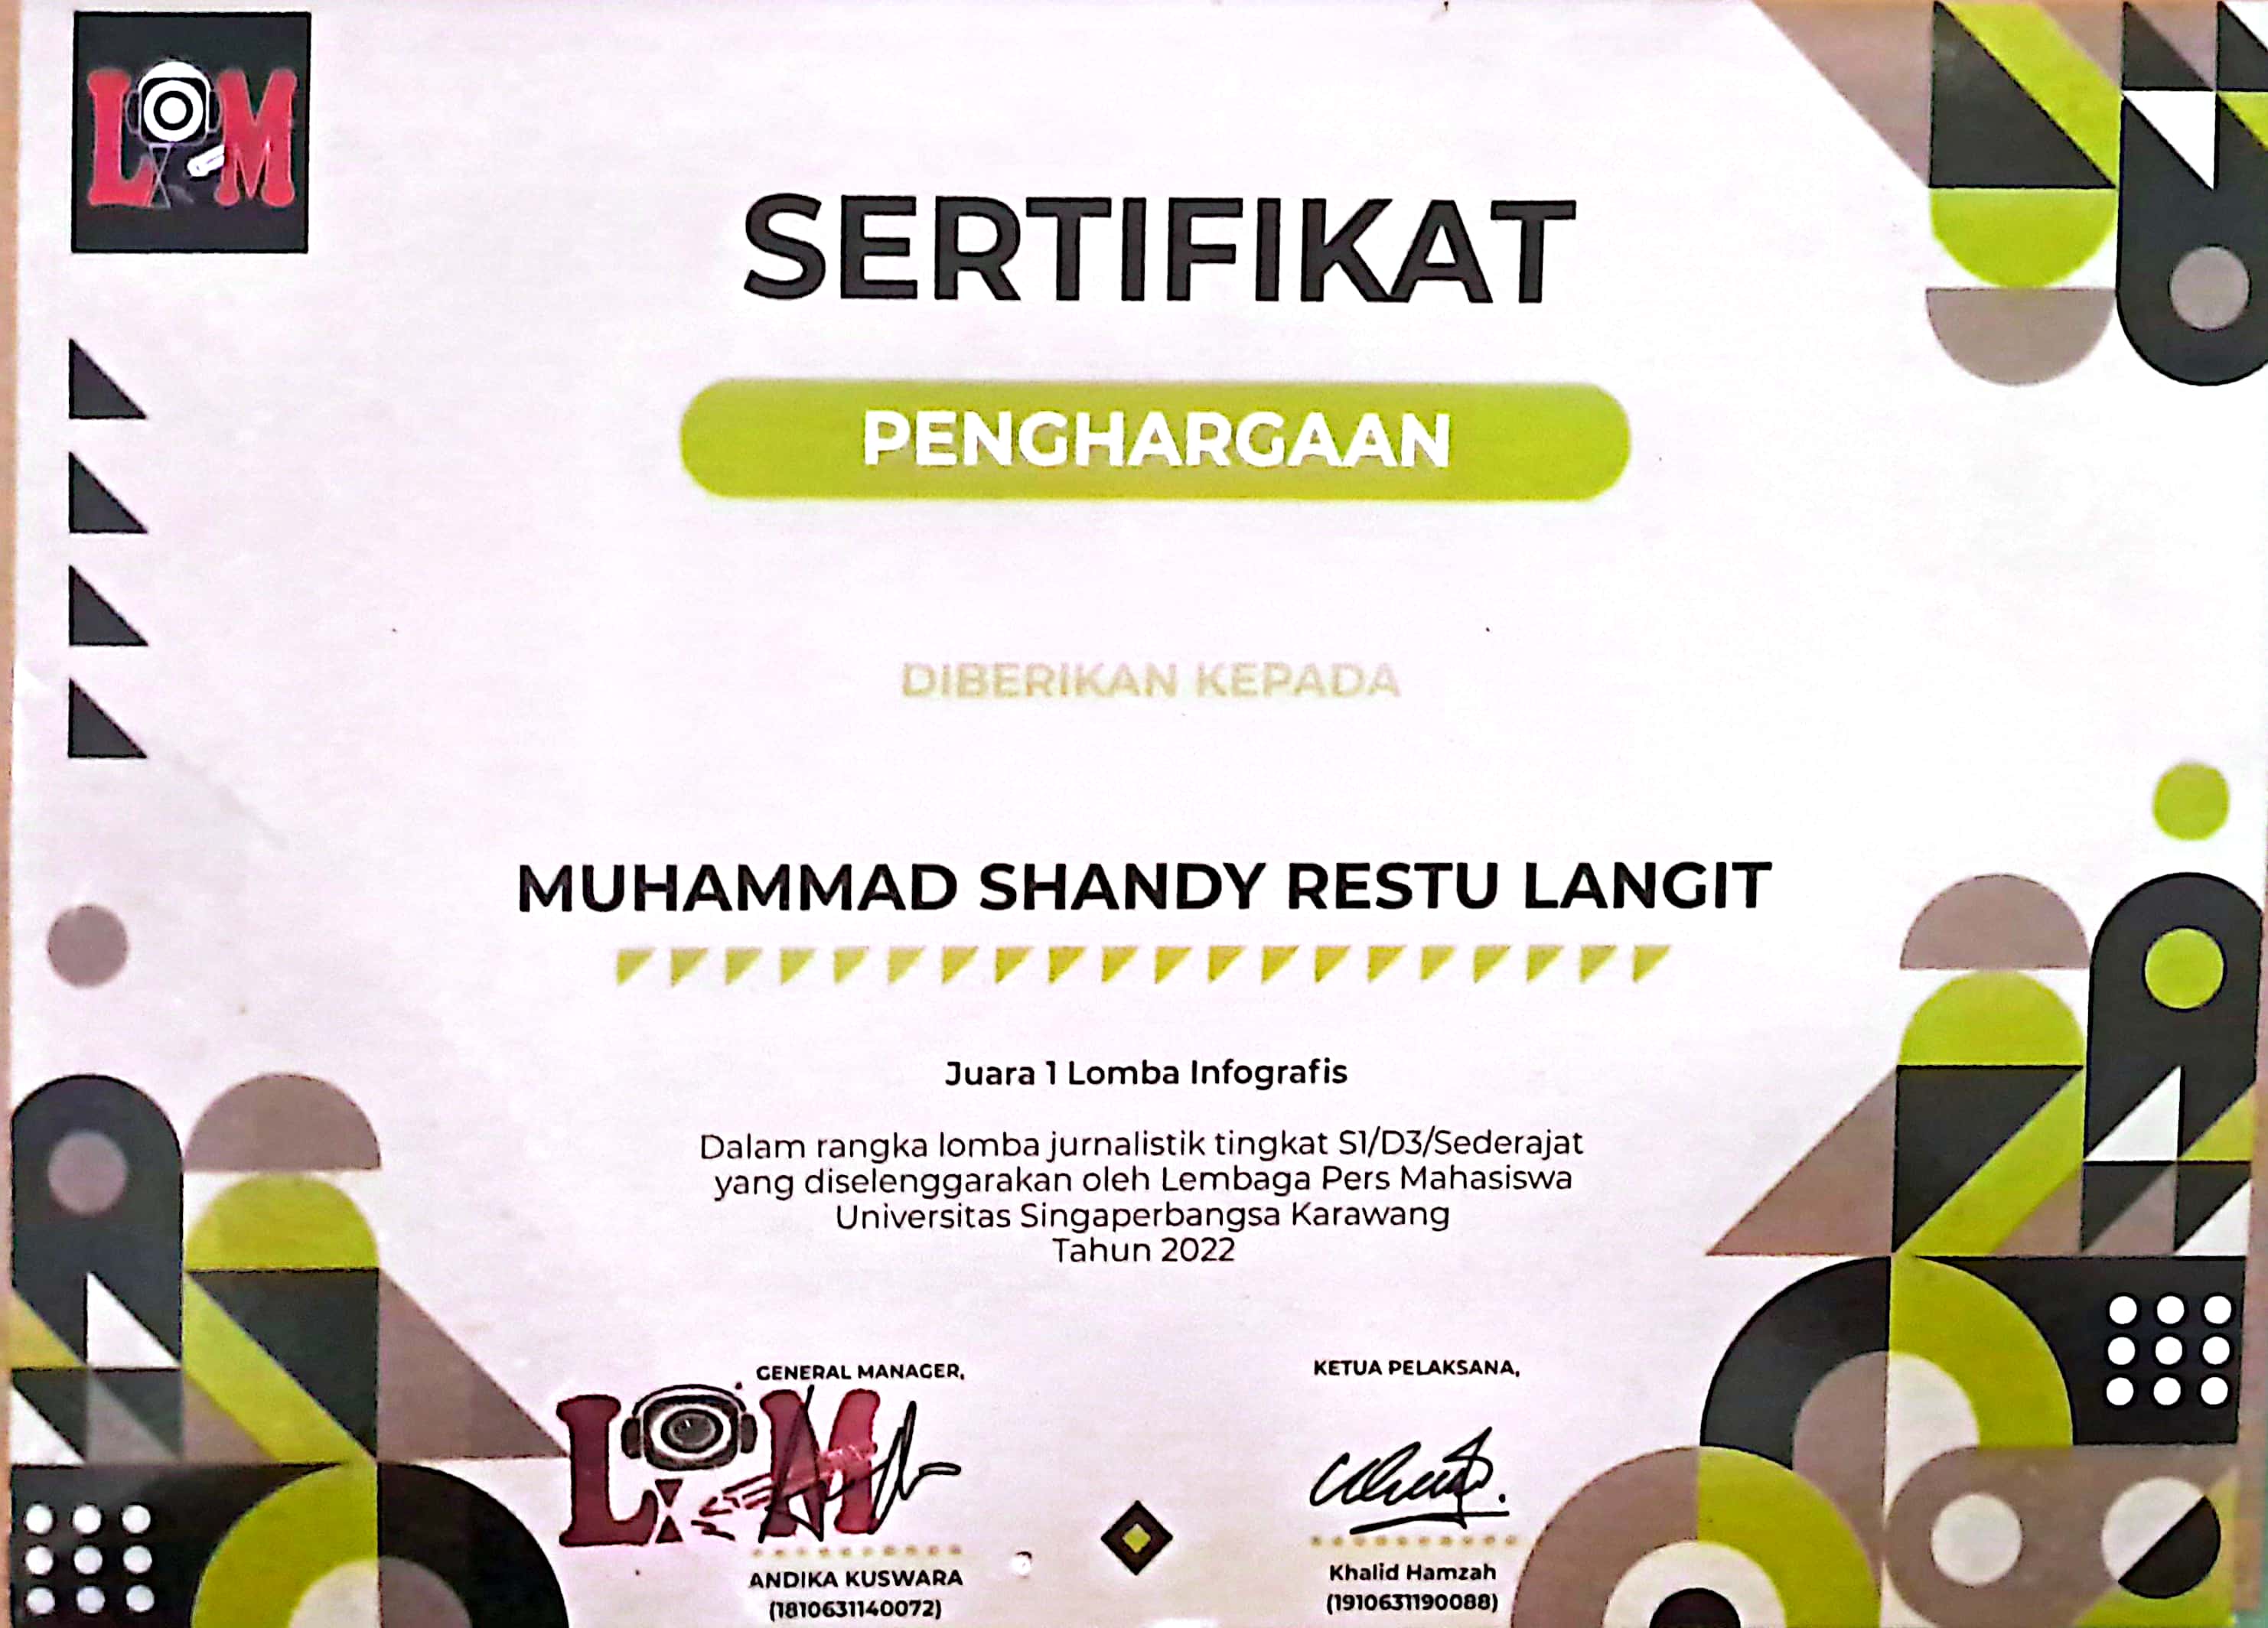 LPM
SERTIFIKAT
PENGHARGAAN
DIBERIKAN KEPADA
MUHAMMAD SHANDY RESTU LANGIT
Juara 1 Lomba Infografis
Dalam rangka lomba jurnalistik tingkat S1/D3/Sederajat
yang diselenggarakan oleh Lembaga Pers Mahasiswa
Universitas Singaperbangsa Karawang
Tahun 2022
GENERAL MANAGER,
LPM
ANDIKA KUSWARA
(1810631140072)
KETUA PELAKSANA,
Khalid Hamzah
(1910631190088)